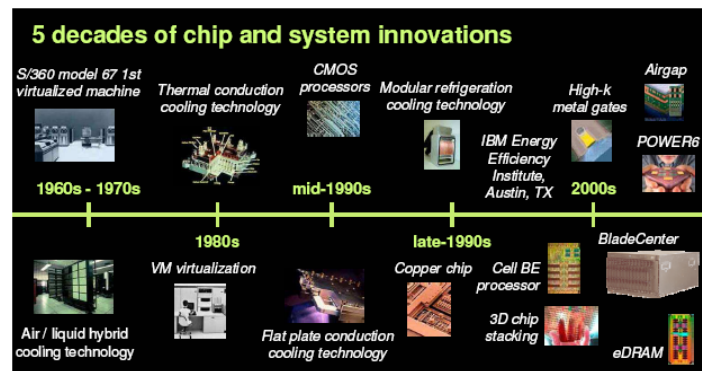 5 decades of chip and system innovations
S/360 model 67 1st
virtualized machine
Thermal conduction
cooling technology
CMOS
processors
Modular refrigeration
cooling technology
IBM Energy
Efficiency
Institute,
Austin, TX
High-k
metal gates
Airgap
POWER6
1960s - 1970s
mid-1990s
2000s
1980s
late-1990s
Air / liquid hybrid
cooling technology
VM virtualization
Flat plate conduction
cooling technology
Copper chip
Cell BE
processor
3D chip
stacking
BladeCenter
eDRAM